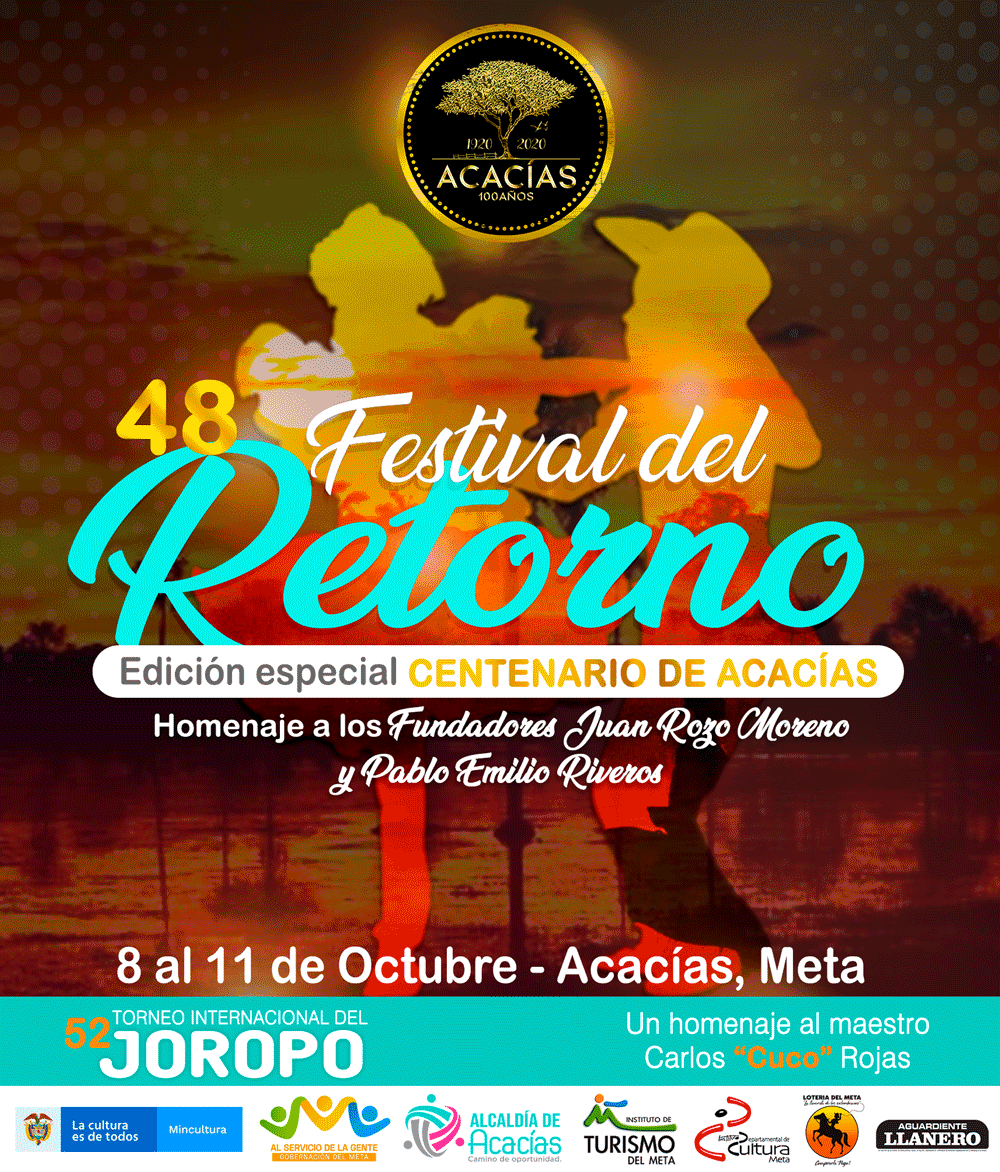 1920 2020
ACACÍAS
100AÑOS
48 Festival del
Retorno
Edición especial CENTENARIO DE ACACÍAS
Homenaje a los Fundadores Juan Rozo Moreno
y Pablo Emilio Riveros
8 al 11 de Octubre - Acacías, Meta
52 TORNEO INTERNACIONAL DEL
JOROPO
Un homenaje al maestro
Carlos “Cuco” Rojas
La cultura
es de todos
Mincultura
AL SERVICIO DE LA GENTE
GOBERNACIÓN DEL META
ALCALDÍA DE
Acacías
Camino de oportunidad.
INSTITUTO DE
TURISMO
DEL META
Departamental de
Cultura
Meta
LOTERIA DEL META
AGUARDIENTE
LLANERO